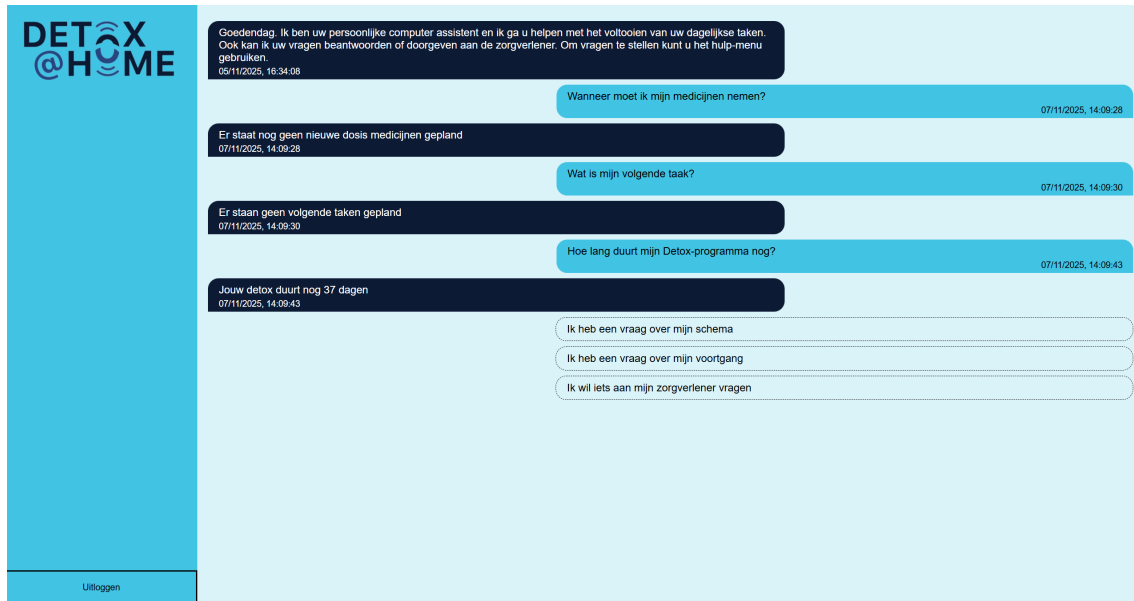 DETOX
@HOME
Goedendag. Ik ben uw persoonlijke computer assistent en ik ga u helpen met het voltooien van uw dagelijkse taken.
Ook kan ik uw vragen beantwoorden of doorgeven aan de zorgverlener. Om vragen te stellen kunt u het hulp-menu
gebruiken.
05/11/2025, 16:34:08
Wanneer moet ik mijn medicijnen nemen?
07/11/2025, 14:09:28
Er staat nog geen nieuwe dosis medicijnen gepland
07/11/2025, 14:09:28
Wat is mijn volgende taak?
07/11/2025, 14:09:30
Er staan geen volgende taken gepland
07/11/2025, 14:09:30
Hoe lang duurt mijn Detox-programma nog?
07/11/2025, 14:09:43
Jouw detox duurt nog 37 dagen
07/11/2025, 14:09:43
Ik heb een vraag over mijn schema
Ik heb een vraag over mijn voortgang
Ik wil iets aan mijn zorgverlener vragen
Uitloggen